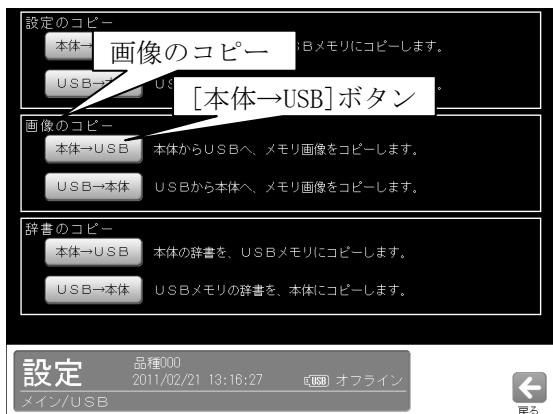 設定のコピー
本体→
Bメモリにコピーします。
画像のコピー
USB→本
US
[本体→USB]ボタン
画像のコピー
本体→USB 本体からUSBへ、メモリ画像をコピーします。
USB→本体 USBから本体へ、メモリ画像をコピーします。
辞書のコピー
本体→USB 本体の辞書を、USBメモリにコピーします。
USB→本体 USBメモリの辞書を、本体にコピーします。
設定 品種000
2011/02/21 13:16:27 USB オフライン
メイン/USB
戻る